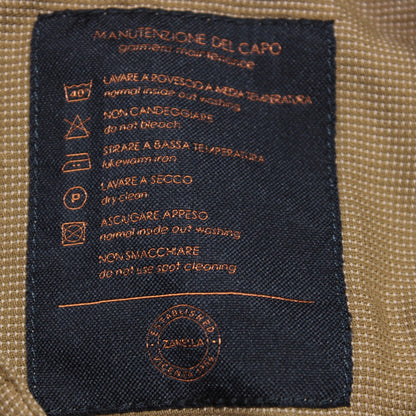 MANUTENZIONE DEL CAPO
garment maintenance
40°
LAVARE A ROVESCIO A MEDIA TEMPERATURA
normal inside out washing
NON CANDEGGIARE
do not bleach
STIRARE A BASSA TEMPERATURA
lukewarm iron
P
LAVARE A SECCO
dry clean
ASCIUGARE APPESO
normal inside out washing
NON SMACCHIARE
do not use spot cleaning
ESTABLISHED
ZANELLA